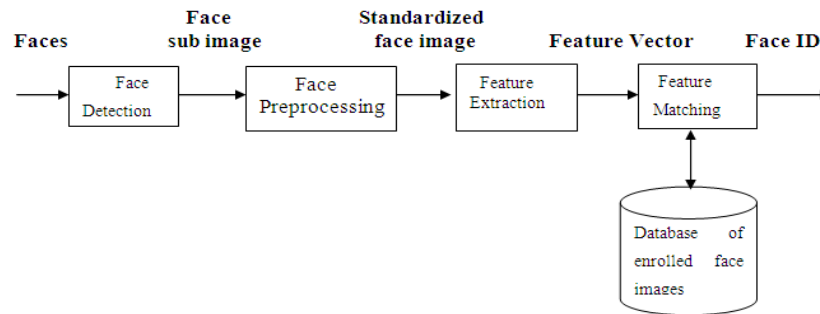 Faces
Face
sub image
Standardized
face image
Feature Vector
Face ID
Face
Detection
Face
Preprocessing
Feature
Extraction
Feature
Matching
Database of
enrolled face
images